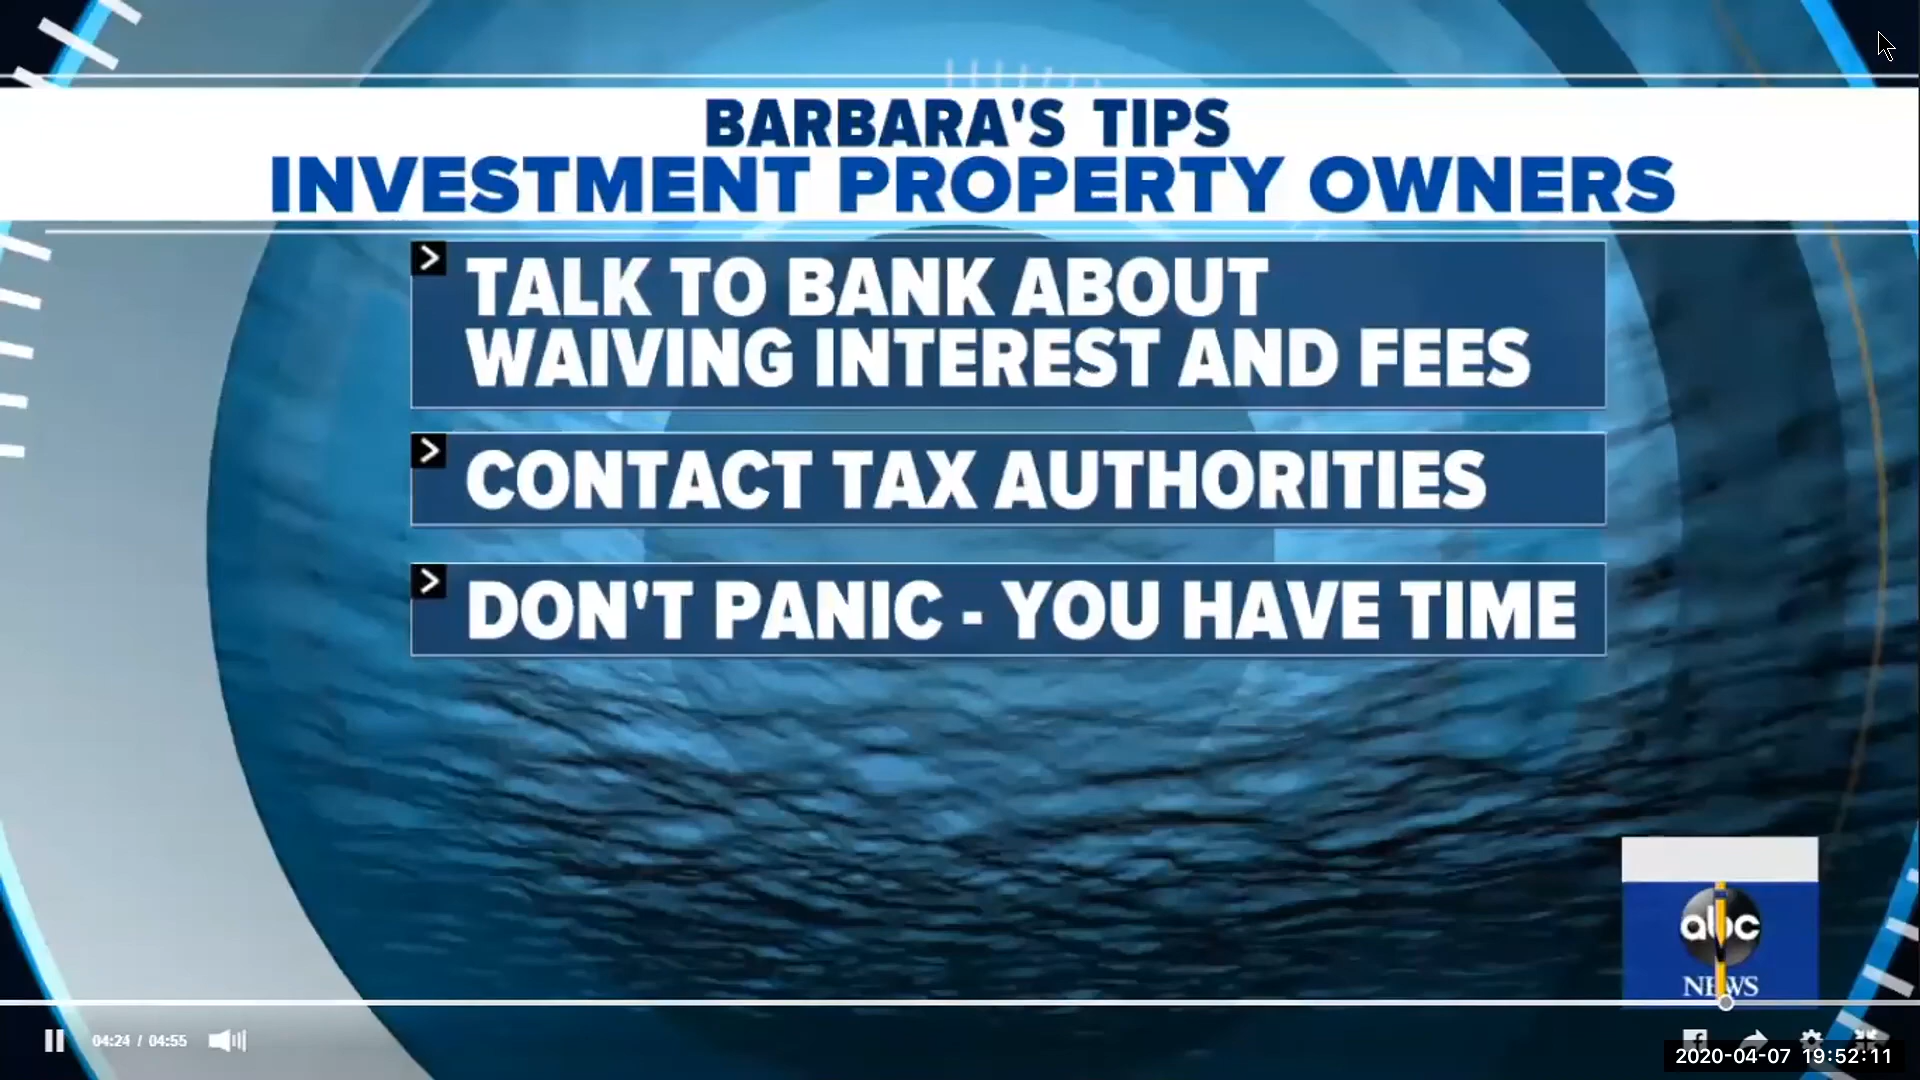 BARBARA'S TIPS
INVESTMENT PROPERTY OWNERS
TALK TO BANK ABOUT
WAIVING INTEREST AND FEES
CONTACT TAX AUTHORITIES
DON'T PANIC - YOU HAVE TIME
abc
NEWS
04:24 / 04:55
2020-04-07 19:52:11